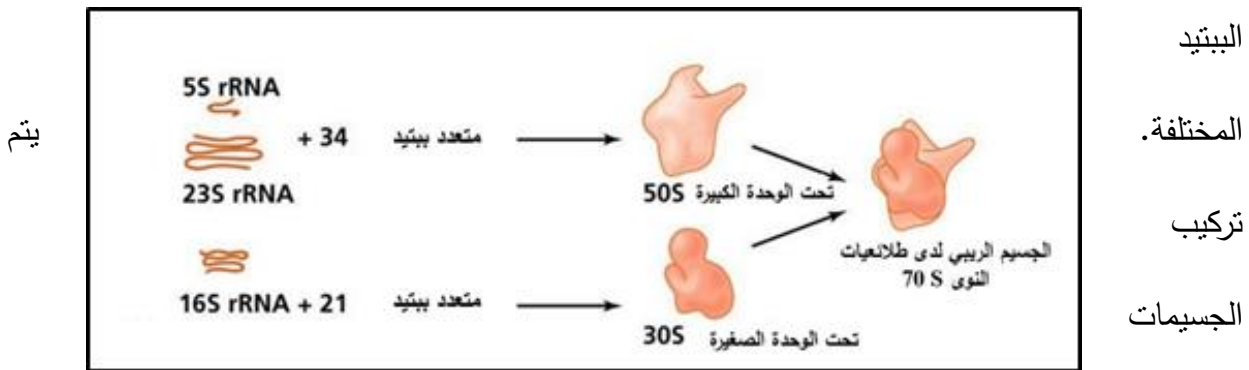 الببتيد
المختلفة. يتم
تركيب
الجسيمات
5S rRNA
+ 34 متعدد ببتيد
23S rRNA
تحت الوحدة الكبيرة 50S
16S rRNA + 21 متعدد ببتيد
30S تحت الوحدة الصغيرة
الجسيم الريبي لدى طلائعيات
النوى 70 S